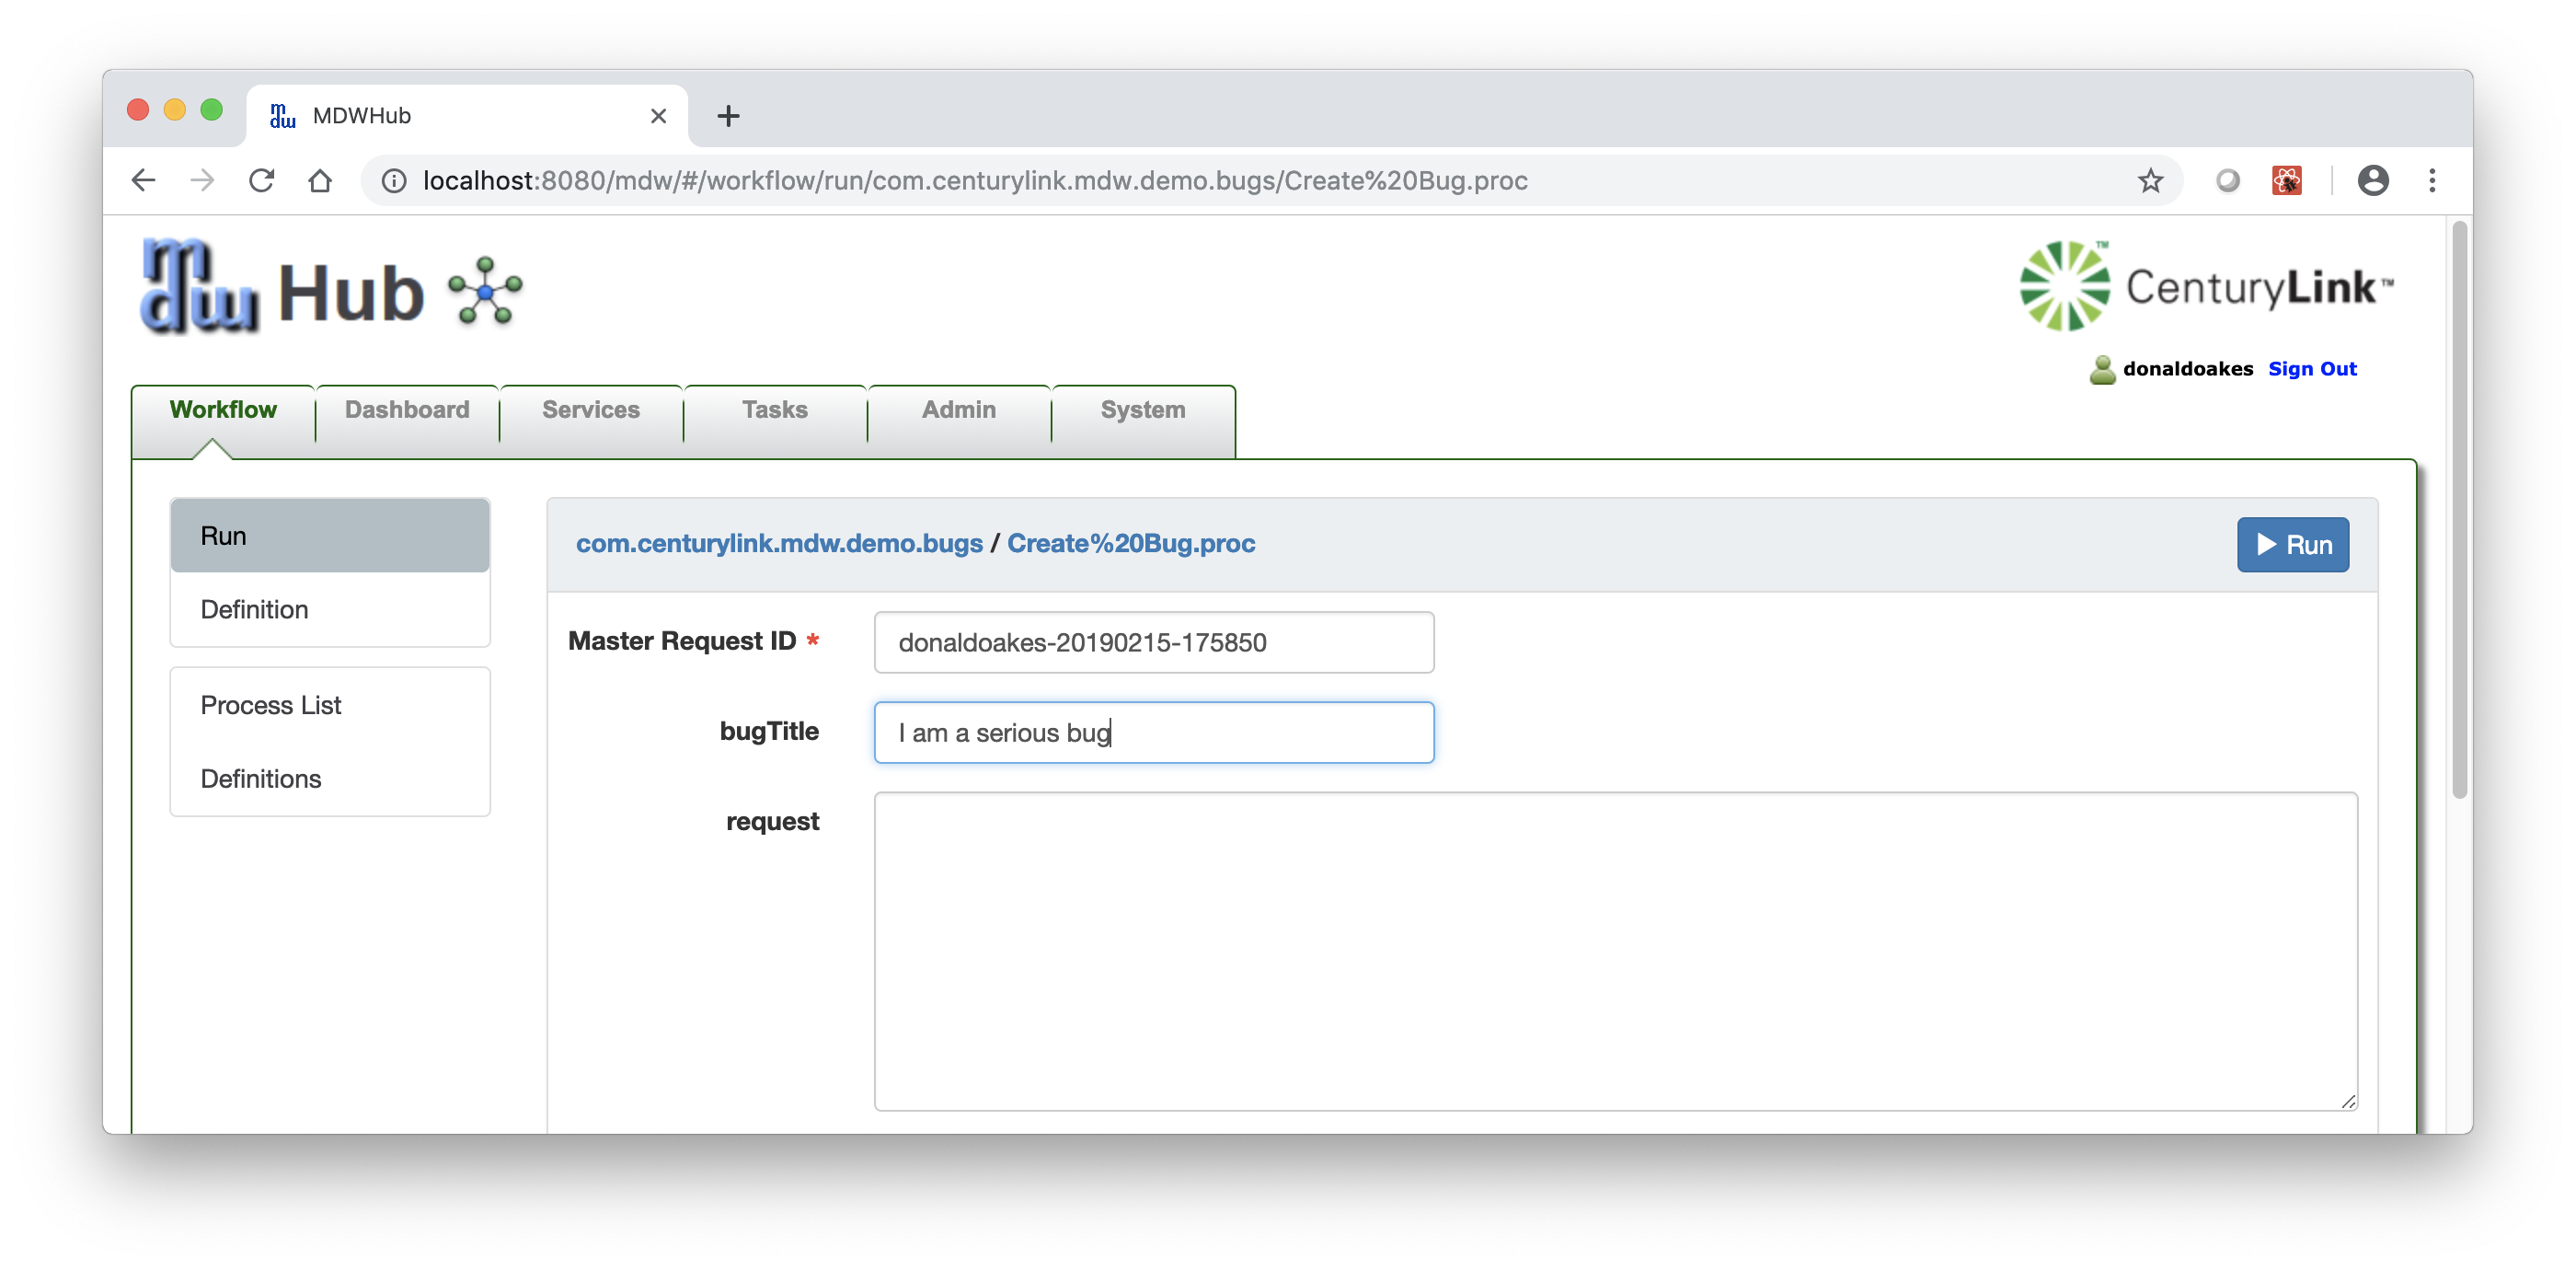 mdw MDWHub
localhost:8080/mdw/#/workflow/run/com.centurylink.mdw.demo.bugs/Create%20Bug.proc
mdw Hub
CenturyLink™
donaldoakes Sign Out
Workflow Dashboard Services Tasks Admin System
Run
Definition
Process List
Definitions
com.centurylink.mdw.demo.bugs / Create%20Bug.proc
Run
Master Request ID * donaldoakes-20190215-175850
bugTitle I am a serious bug
request